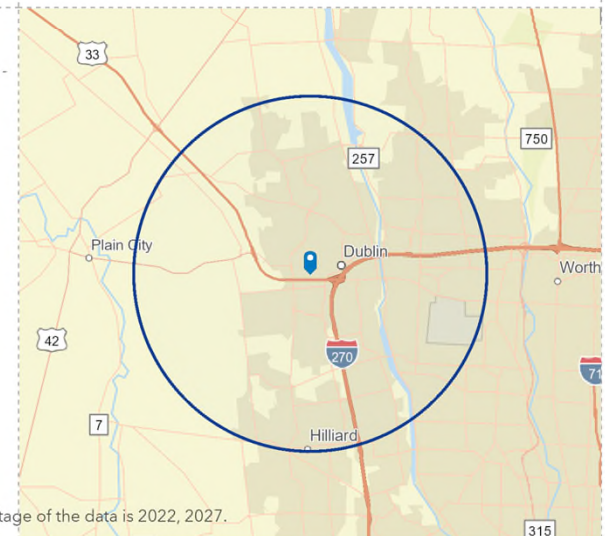 33
750
257
Plain City
Dublin
Worth
42
270
71
7
Hilliard
tage of the data is 2022, 2027.
315